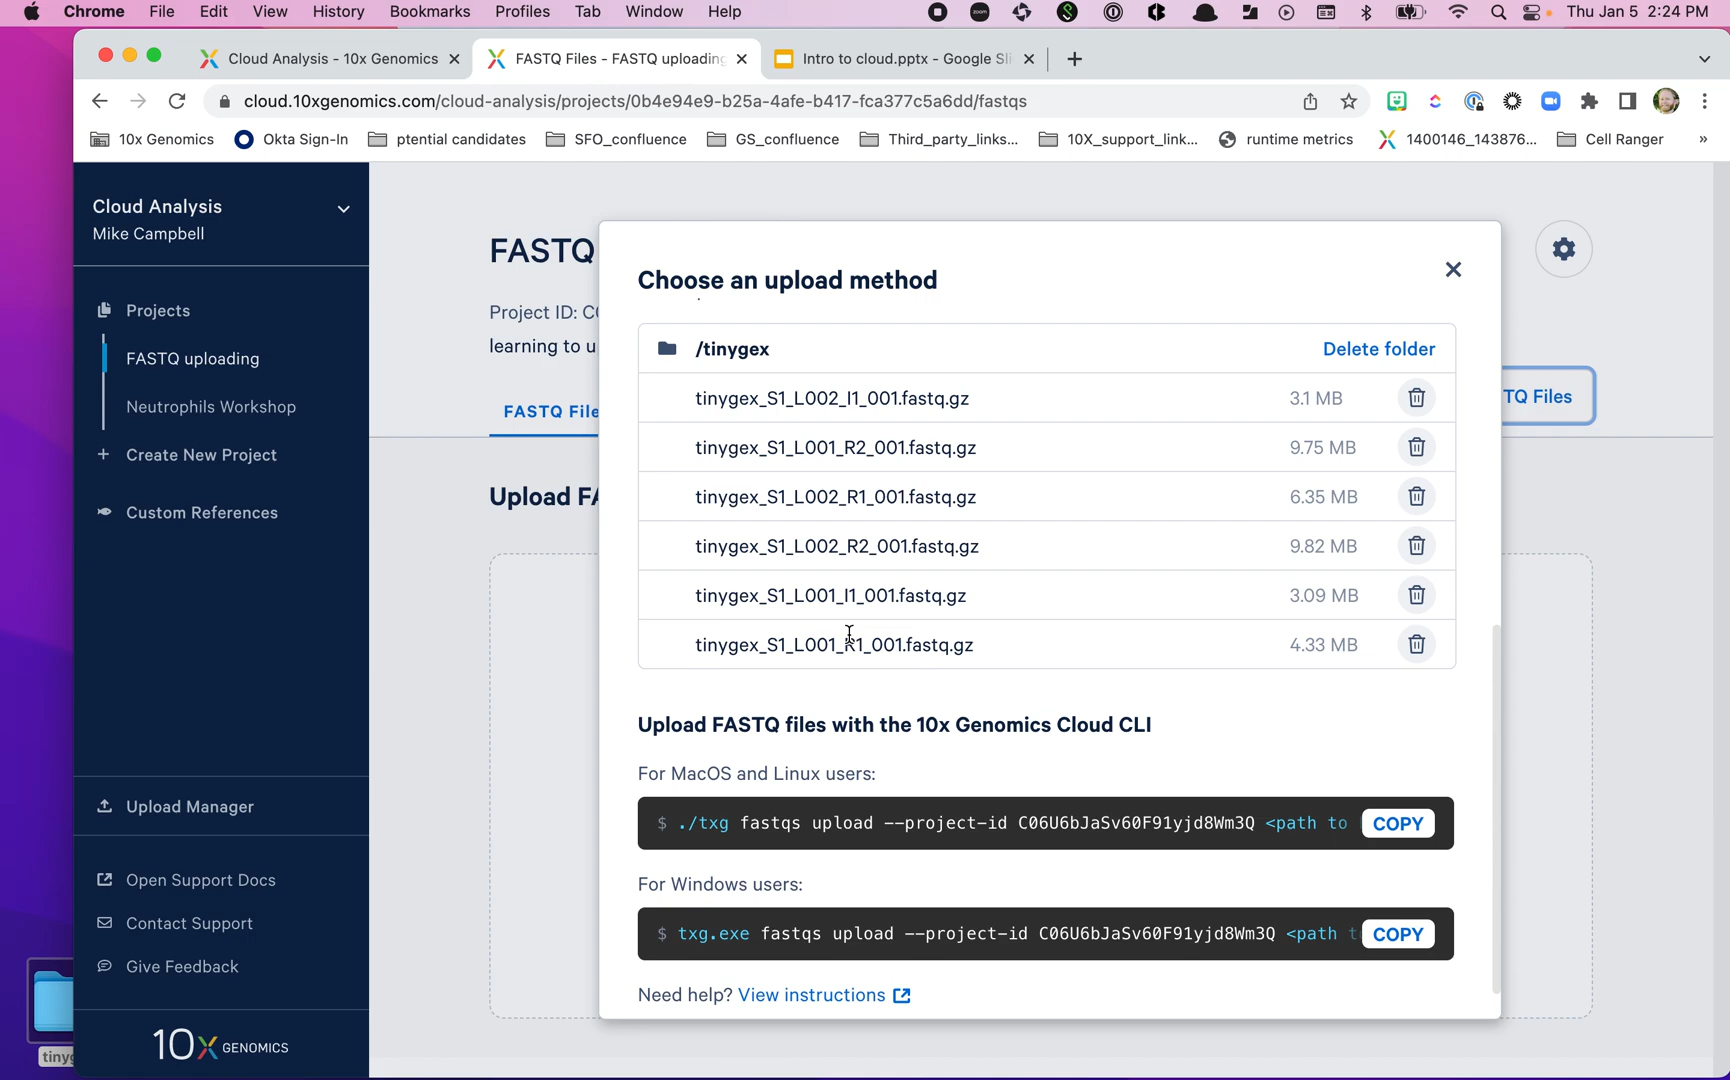 Chrome File Edit View History Bookmarks Profiles Tab Window Help Thu Jan 5 2:24 PM
Cloud Analysis - 10x Genomics FASTQ Files - FASTQ uploading Intro to cloud.pptx - Google Sli
cloud.10xgenomics.com/cloud-analysis/projects/0b4e94e9-b25a-4afe-b417-fca377c5a6dd/fastqs
10x Genomics Okta Sign-In ptential candidates SFO_confluence GS_confluence Third_party_links... 10X_support_link... runtime metrics 1400146_143876... Cell Ranger »
Cloud Analysis
Mike Campbell
Projects
FASTQ uploading
Neutrophils Workshop
+ Create New Project
Custom References
Upload Manager
Open Support Docs
Contact Support
Give Feedback
10X GENOMICS
tinyg
FASTQ
Project ID: C
learning to u
FASTQ File
TQ Files
Upload FA
Choose an upload method
/tinygex Delete folder
tinygex_S1_L002_I1_001.fastq.gz 3.1 MB
tinygex_S1_L001_R2_001.fastq.gz 9.75 MB
tinygex_S1_L002_R1_001.fastq.gz 6.35 MB
tinygex_S1_L002_R2_001.fastq.gz 9.82 MB
tinygex_S1_L001_I1_001.fastq.gz 3.09 MB
tinygex_S1_L001_R1_001.fastq.gz 4.33 MB
Upload FASTQ files with the 10x Genomics Cloud CLI
For MacOS and Linux users:
$ ./txg fastqs upload --project-id C06U6bJaSv60F91yjd8Wm3Q <path to COPY
For Windows users:
$ txg.exe fastqs upload --project-id C06U6bJaSv60F91yjd8Wm3Q <path t COPY
Need help? View instructions